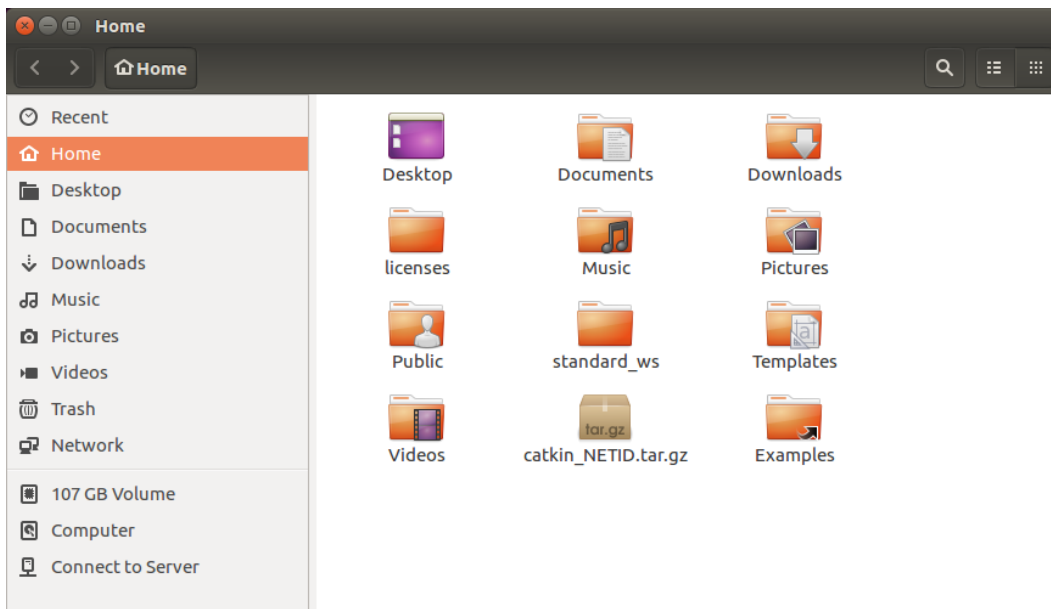 Home
Home
Recent
Home
Desktop
Documents
Downloads
Music
Pictures
Videos
Trash
Network
107 GB Volume
Computer
Connect to Server
Desktop
Documents
Downloads
licenses
Music
Pictures
Public
standard_ws
a
Templates
tar.gz
Videos
catkin_NETID.tar.gz
Examples